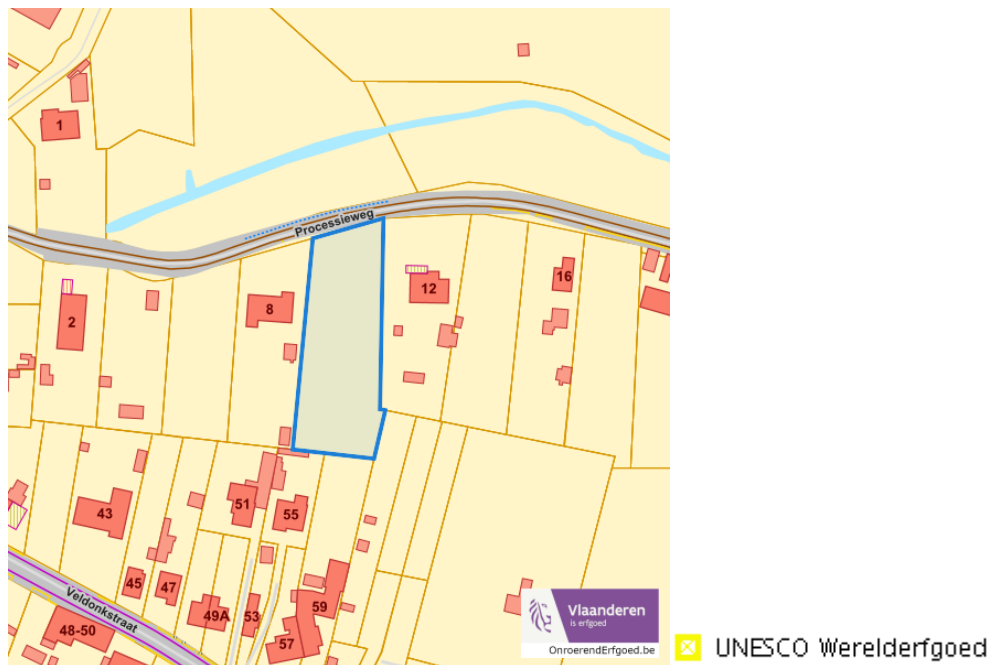 1
Processieweg
16
12
8
2
51
55
43
45
47
49A
53
59
57
48-50
Veldonkstraat
Vlaanderen
is erfgoed
OnroerendErfgoed.be
UNESCO Werelderfgoed